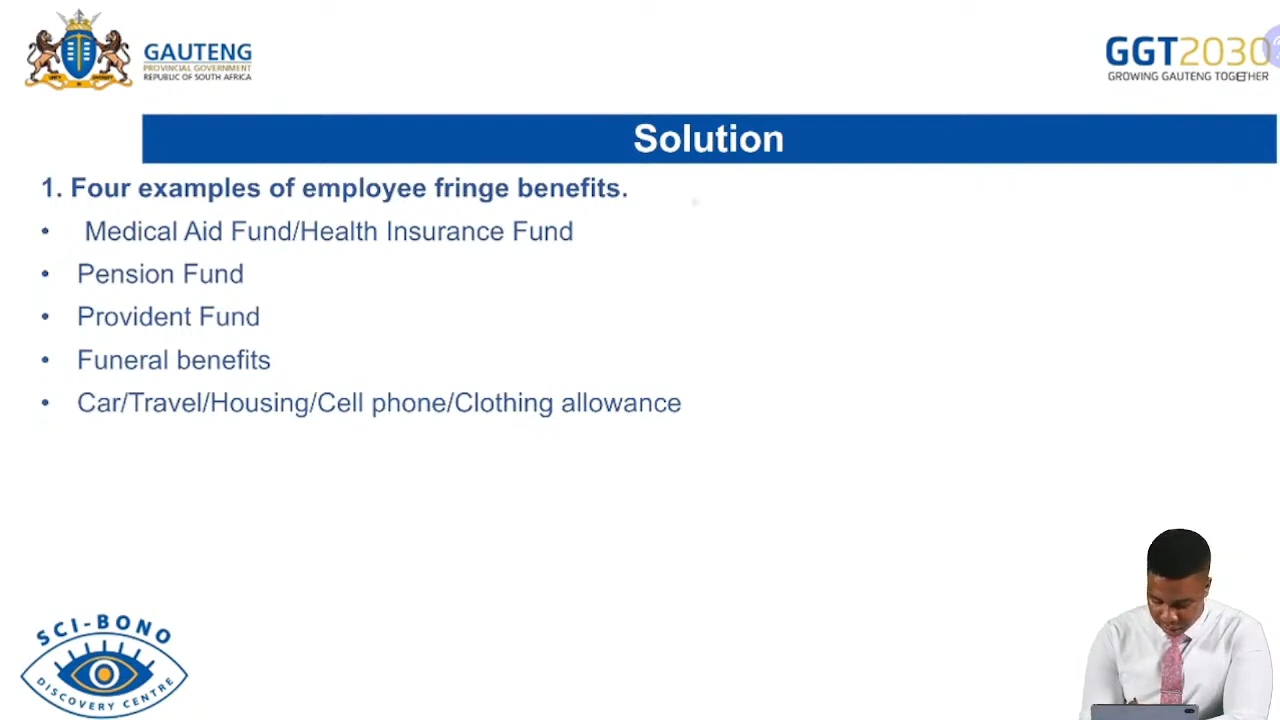 GAUTENG
PROVINCIAL GOVERNMENT
REPUBLIC OF SOUTH AFRICA
GGT2030
GROWING GAUTENG TOGETHER
Solution
1. Four examples of employee fringe benefits.
• Medical Aid Fund/Health Insurance Fund
• Pension Fund
• Provident Fund
• Funeral benefits
• Car/Travel/Housing/Cell phone/Clothing allowance
SCI-BONO
DISCOVERY CENTRE